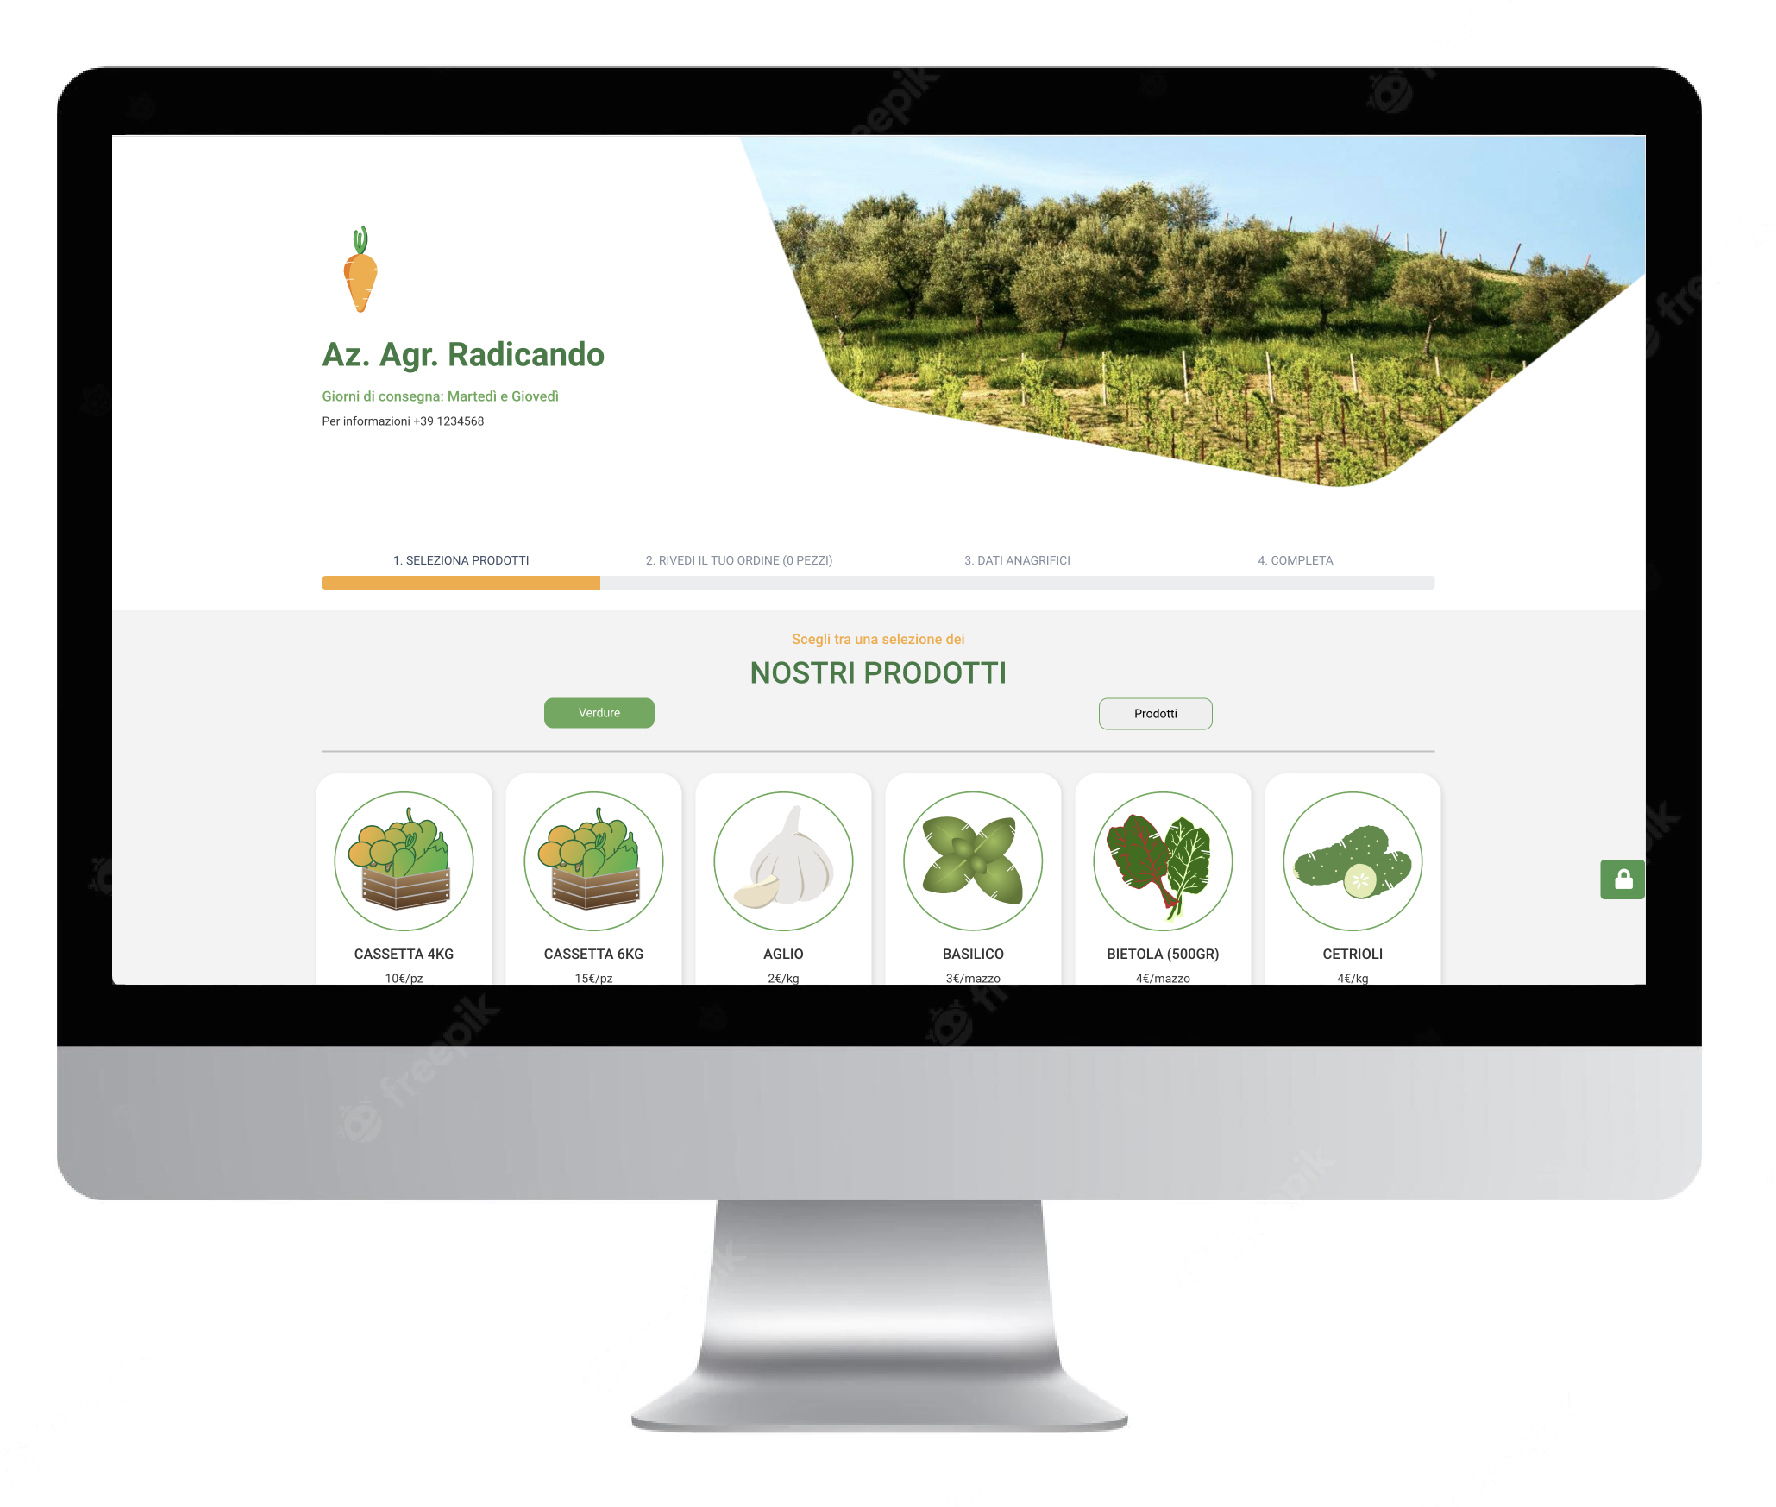 Az. Agr. Radicando
Giorni di consegna: Martedì e Giovedì
Per informazioni +39 1234568
1. SELEZIONA PRODOTTI
2. RIVEDI IL TUO ORDINE (0 PEZZI)
3. DATI ANAGRIFICI
4. COMPLETA
Scegli tra una selezione dei
NOSTRI PRODOTTI
Verdure
Prodotti
CASSETTA 4KG
10€/pz
CASSETTA 6KG
15€/pz
AGLIO
2€/kg
BASILICO
3€/mazzo
BIETOLA (500GR)
4€/mazzo
CETRIOLI
4€/kg
freepik